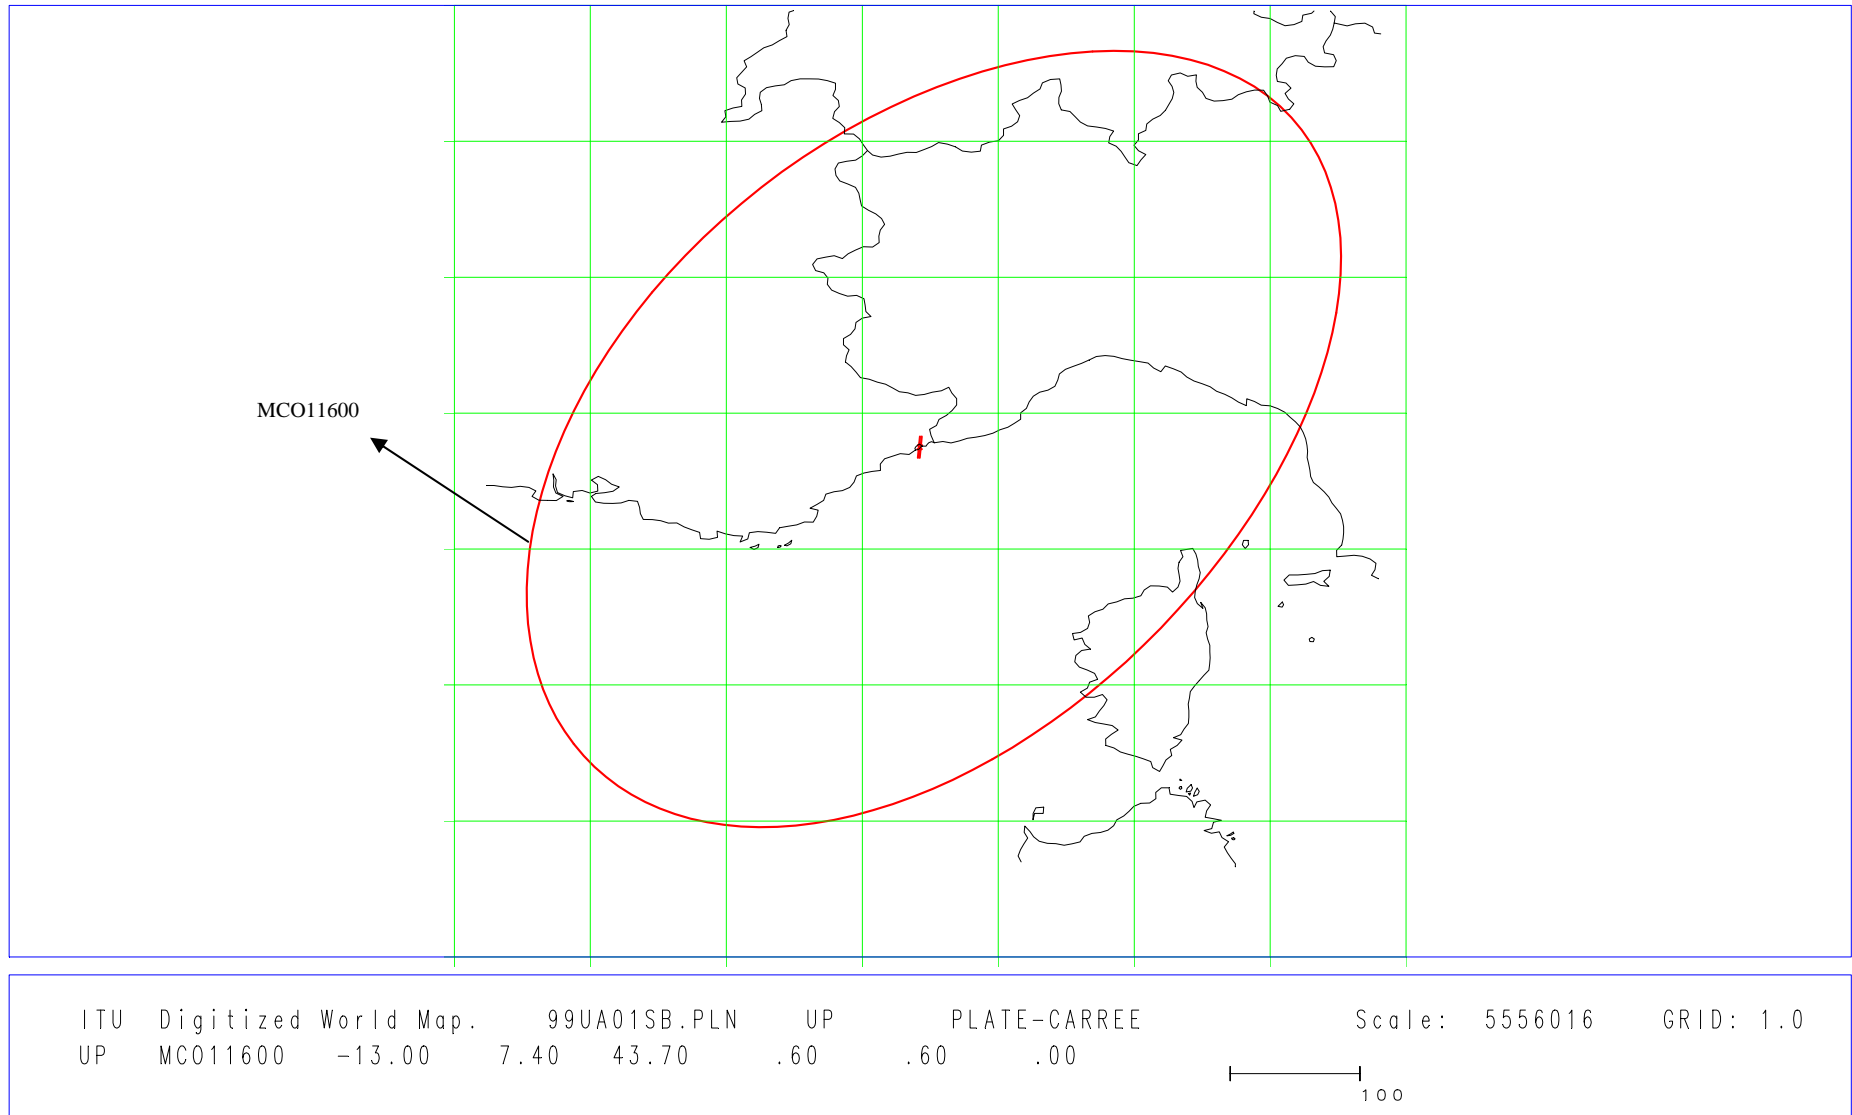 MCO11600
ITU Digitized World Map. 99UA01SB.PLN UP PLATE-CARREE Scale: 5556016 GRID: 1.0
UP MCO11600 -13.00 7.40 43.70 .60 .60 .00
100